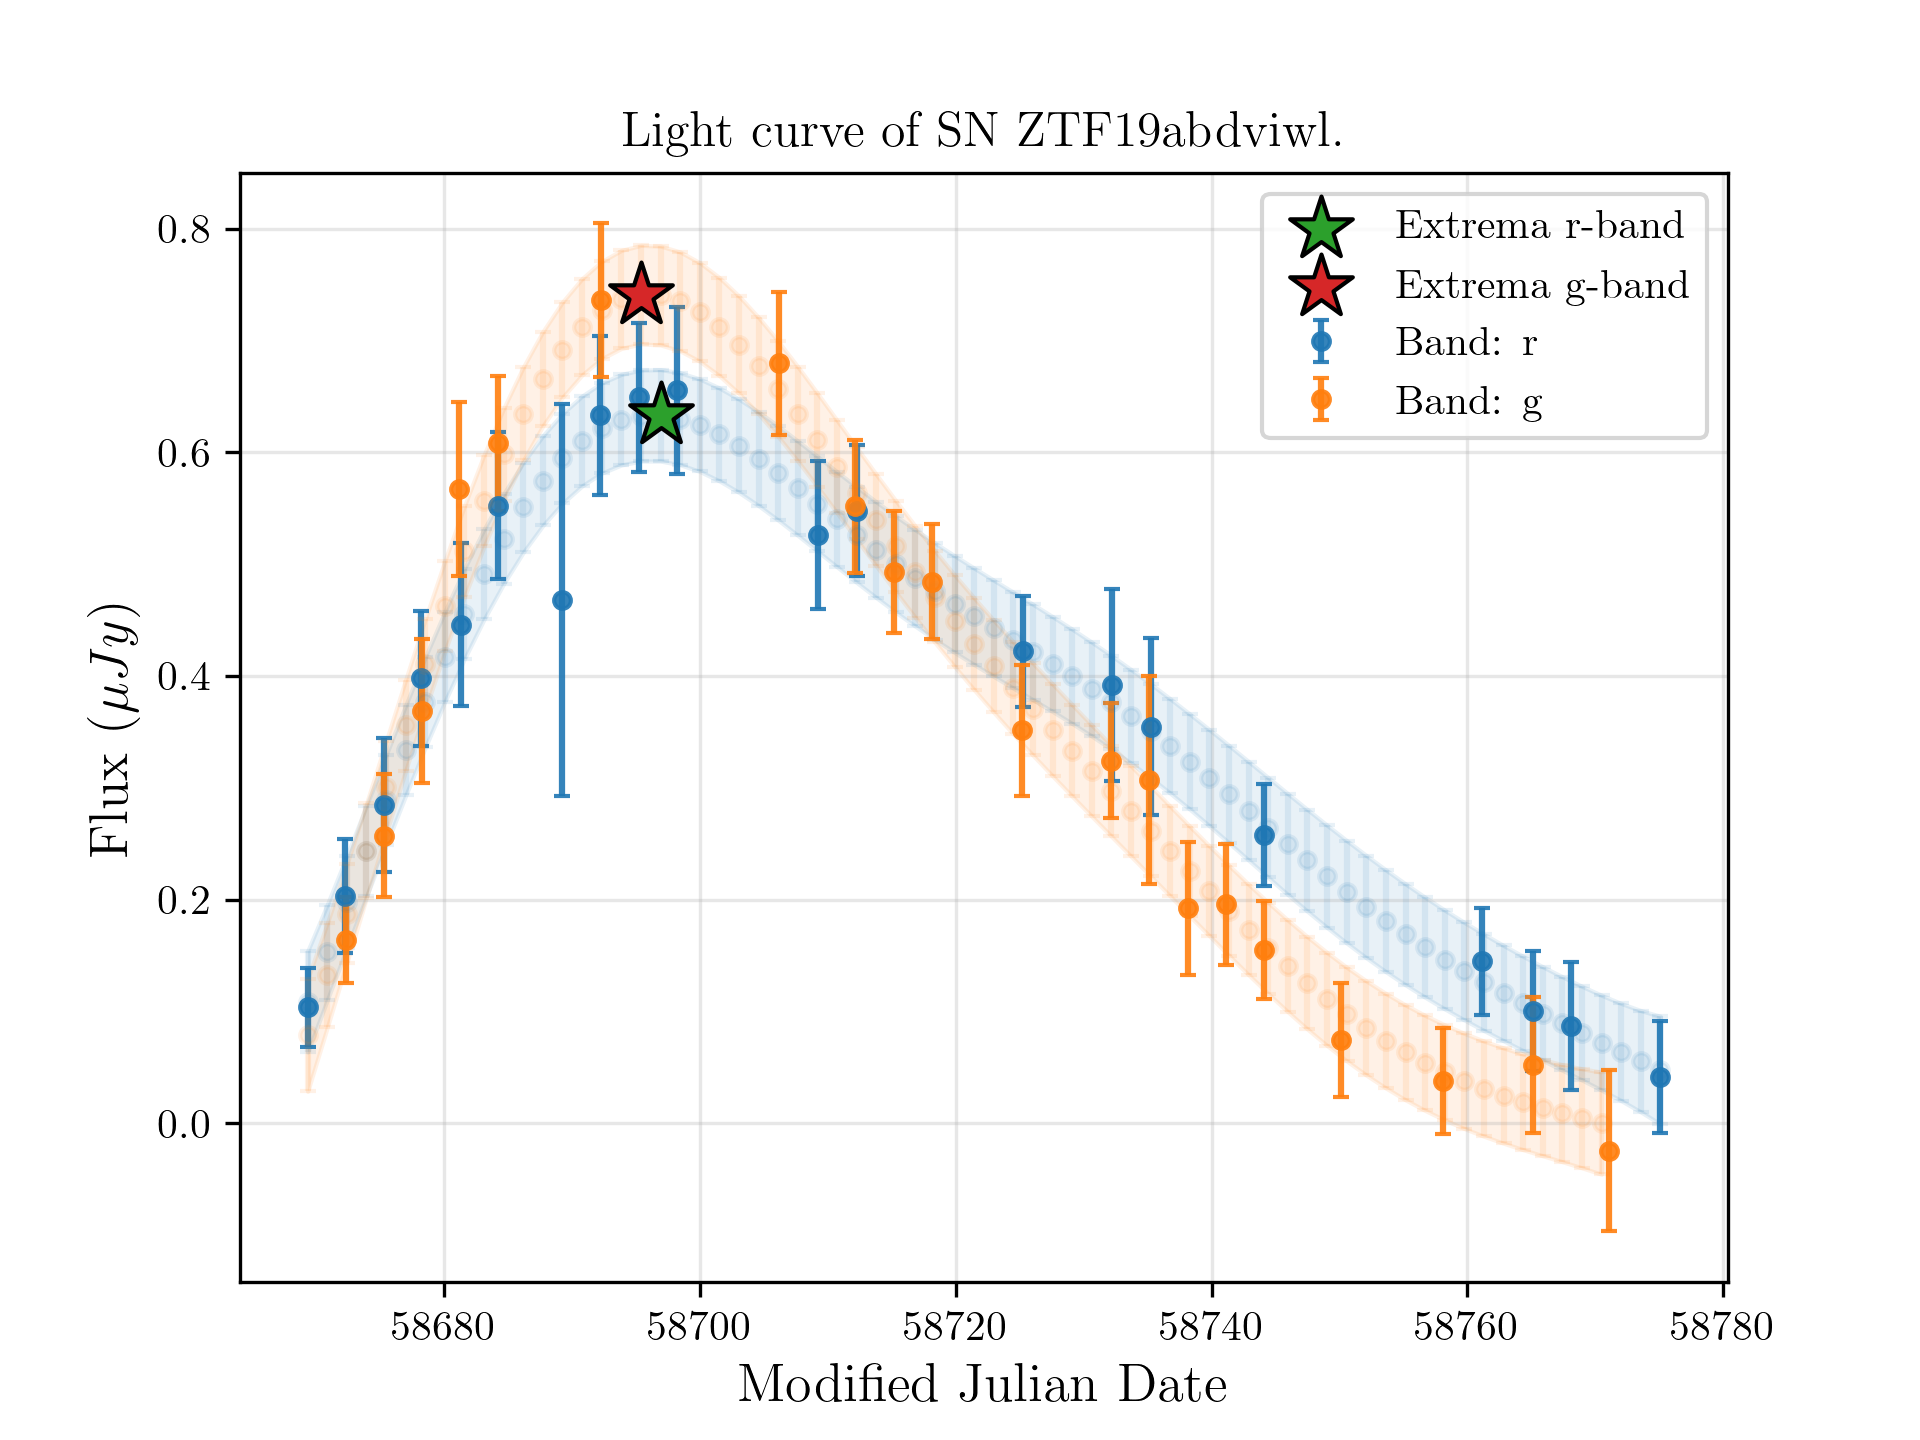 Light curve of SN ZTF19abdviwl.
Extrema r-band
Extrema g-band
Band: r
Band: g
Flux (μJy)
0.8
0.6
0.4
0.2
0.0
58680 58700 58720 58740 58760 58780
Modified Julian Date